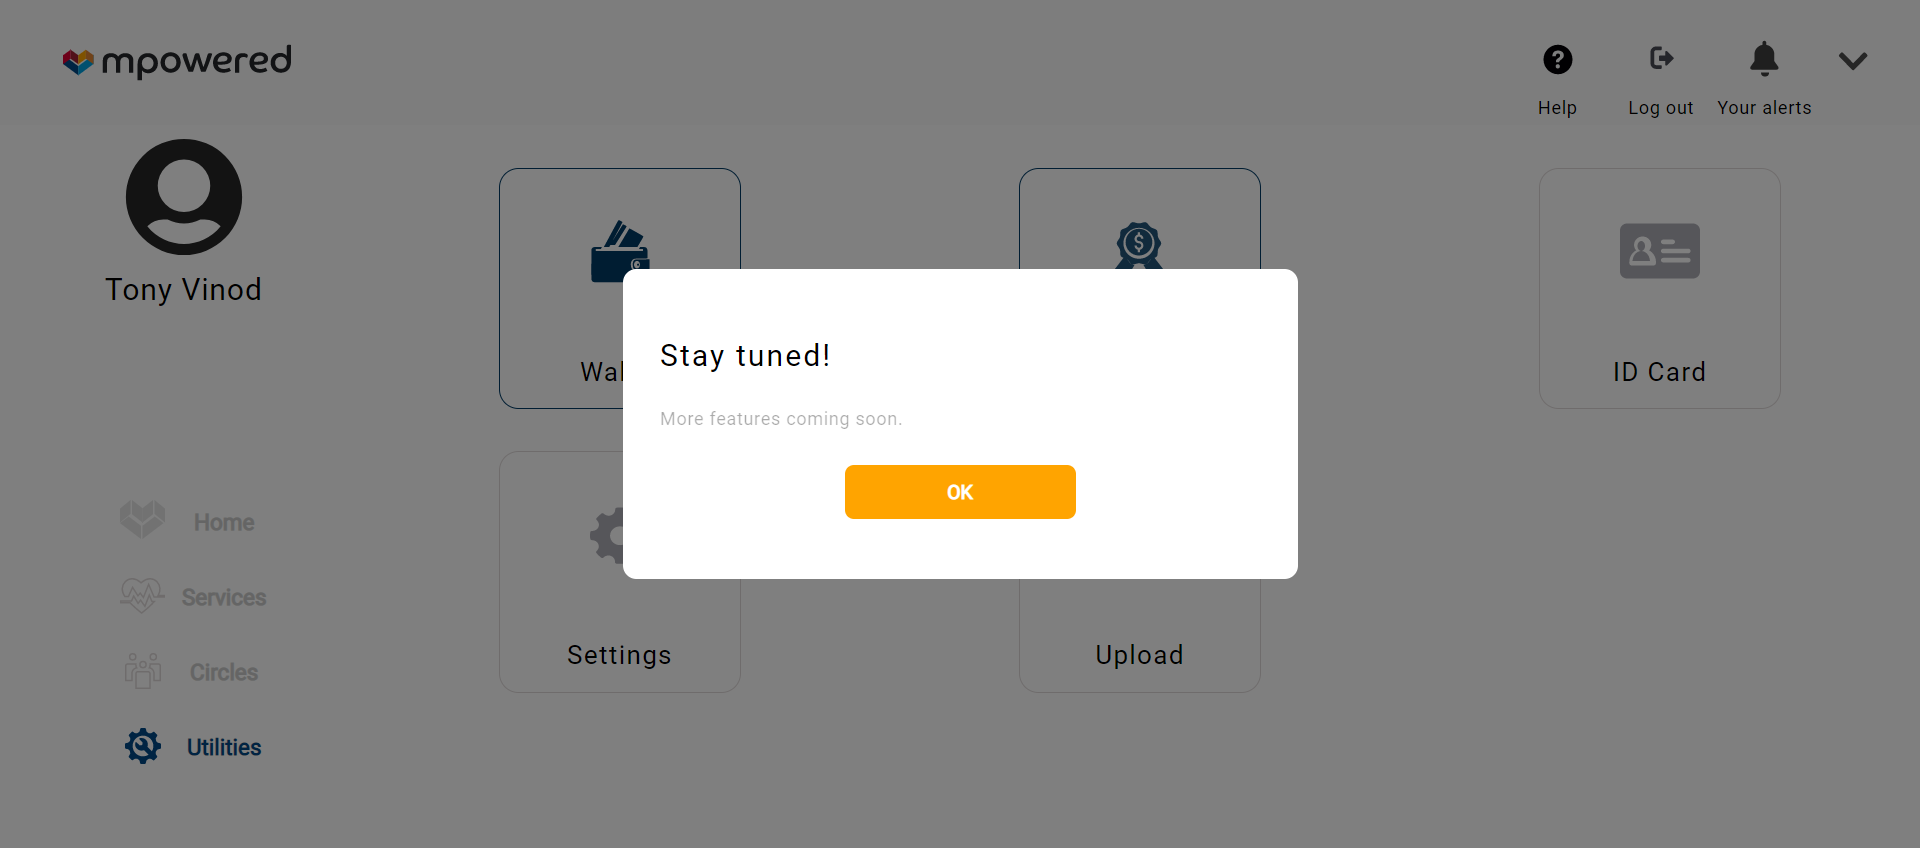 mpowered
Help
Log out
Your alerts
Tony Vinod
$
Wal
ID Card
Stay tuned!
More features coming soon.
OK
Home
Services
Circles
Utilities
Settings
Upload